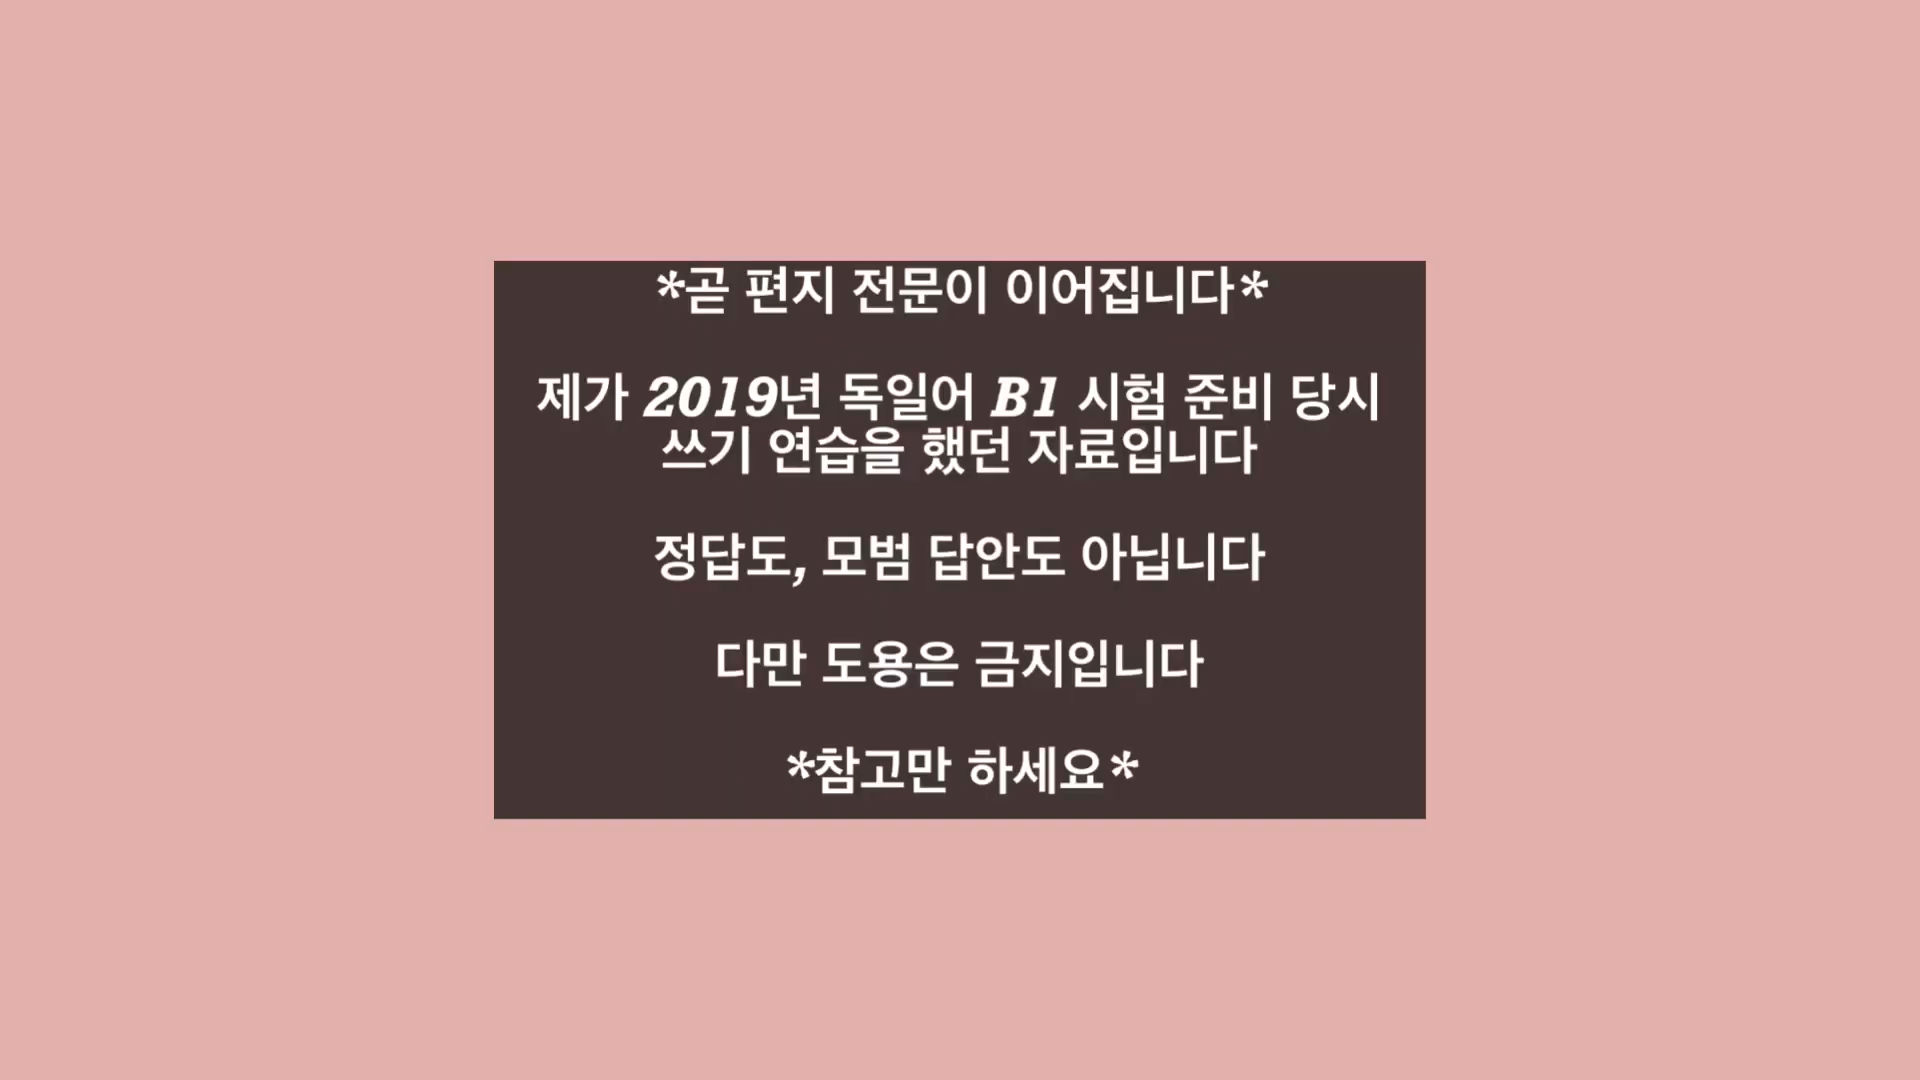 *곧 편지 전문이 이어집니다*
제가 2019년 독일어 B1 시험 준비 당시
쓰기 연습을 했던 자료입니다
정답도, 모범 답안도 아닙니다
다만 도용은 금지입니다
*참고만 하세요*